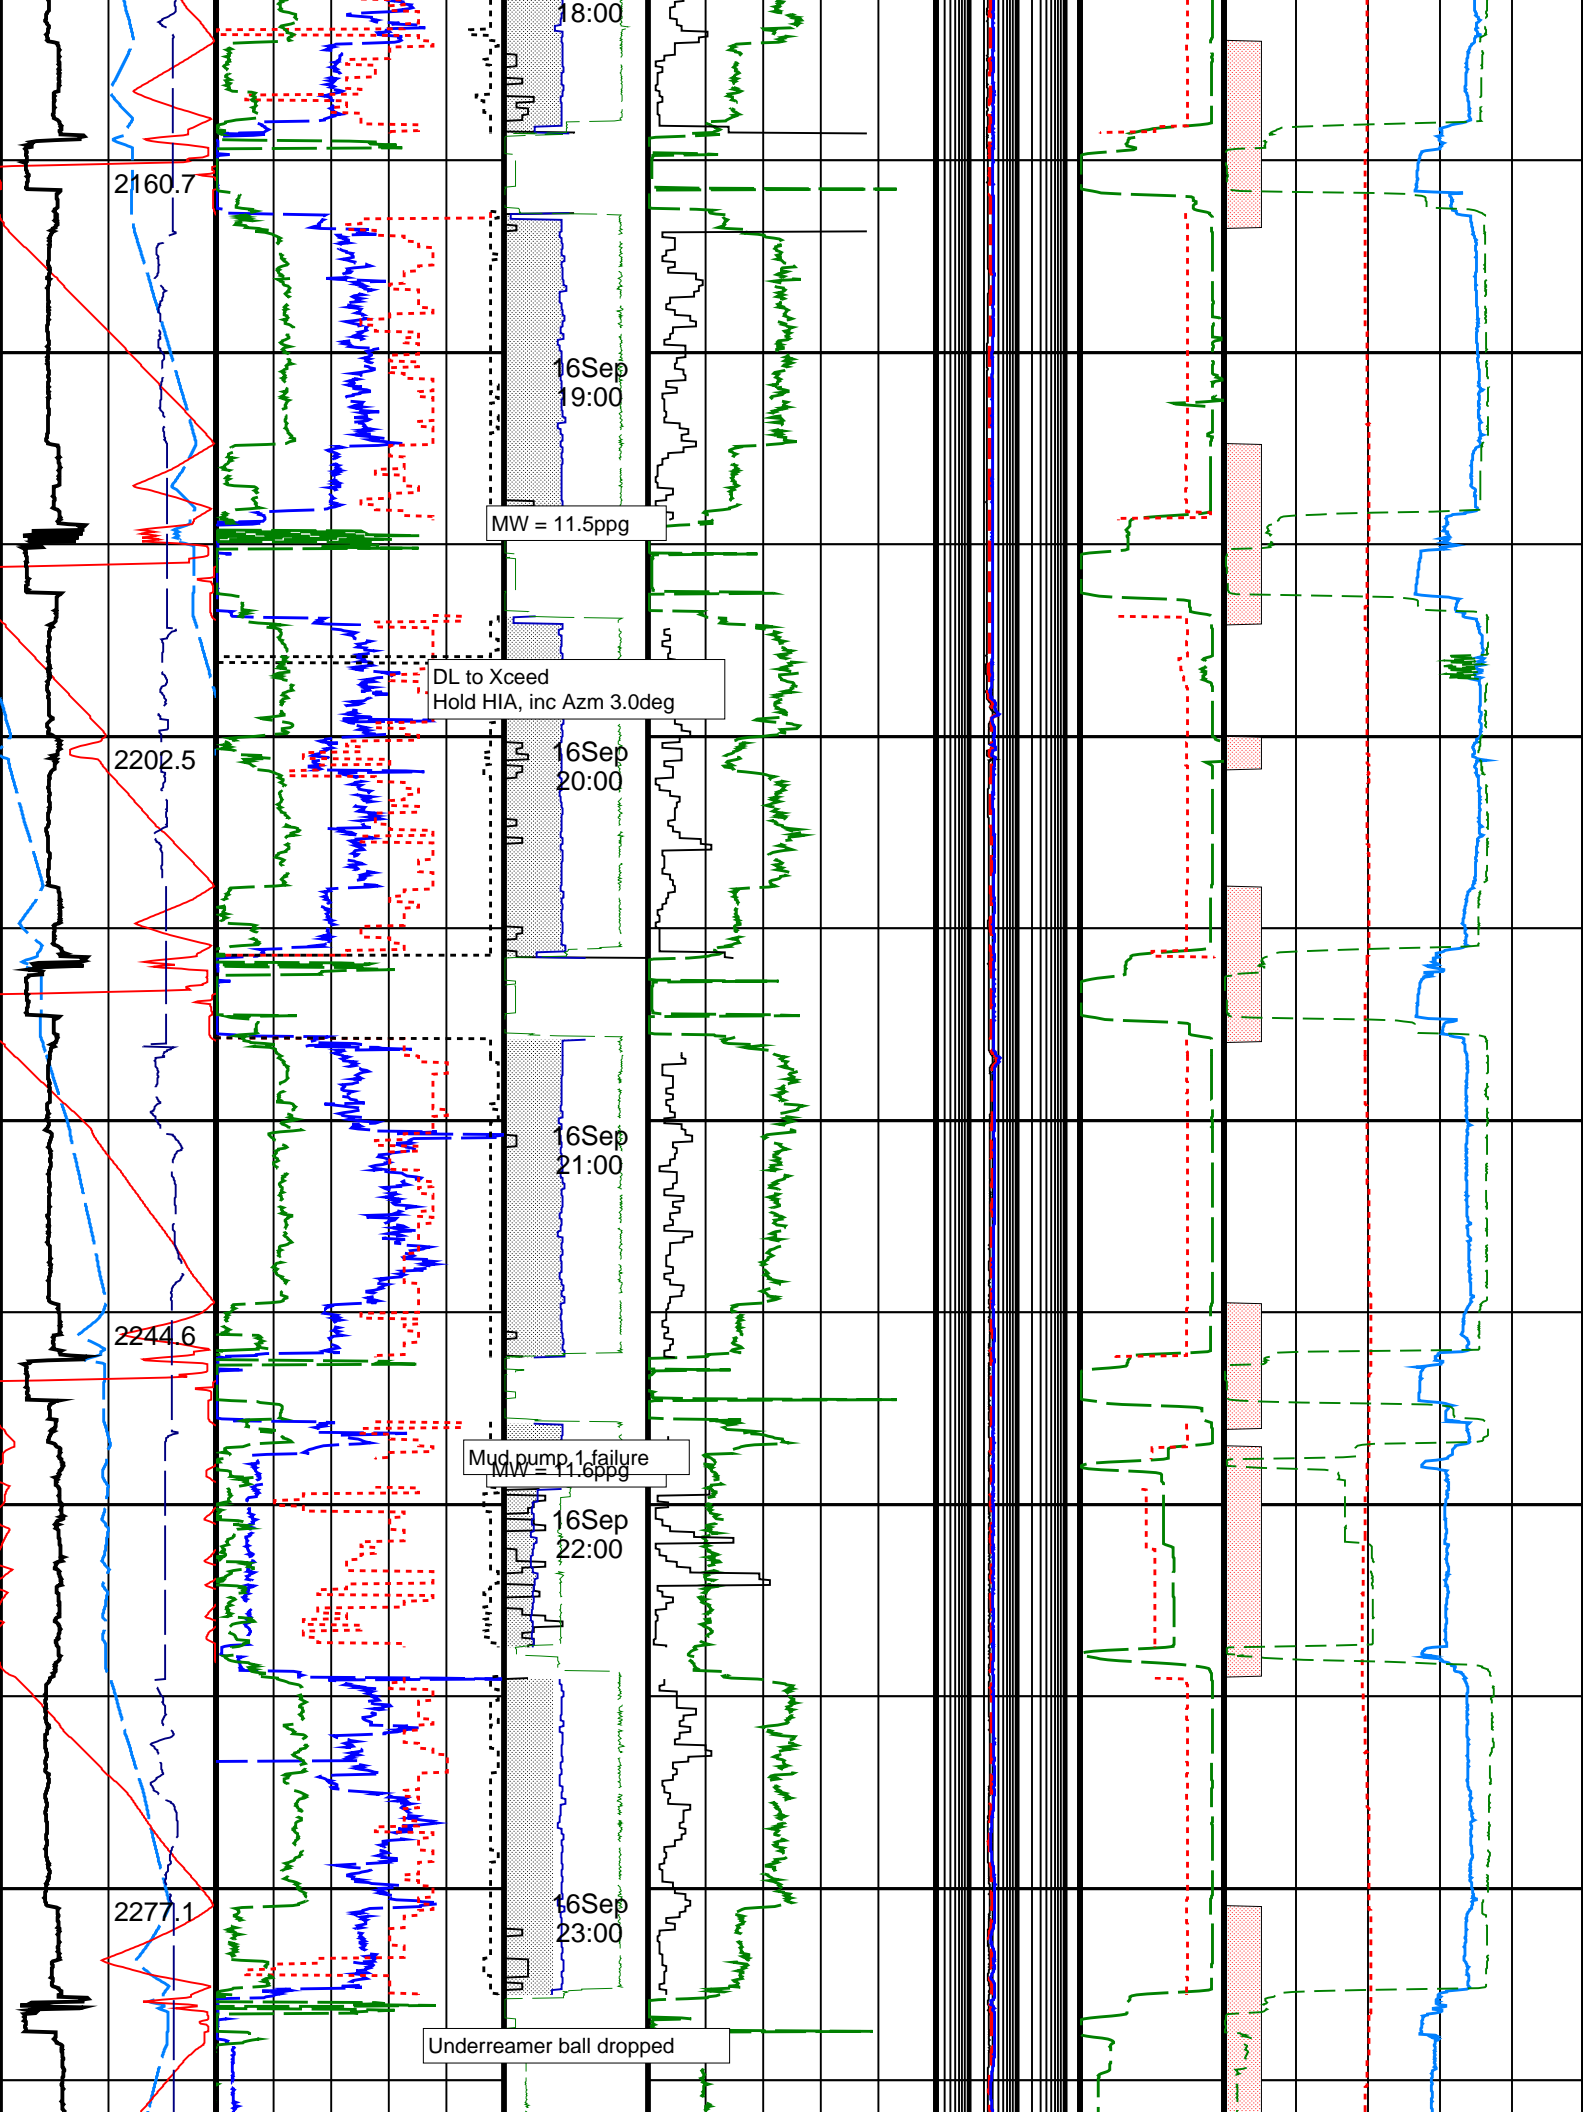 18:00
2160.7
16Sep
19:00
MW = 11.5ppg
DL to Xceed
Hold HIA, inc Azm 3.0deg
2202.5
16Sep
20:00
16Sep
21:00
2244.6
Mud pump 1 failure
MW = 11.6ppg
16Sep
22:00
2277.1
16Sep
23:00
Underreamer ball dropped